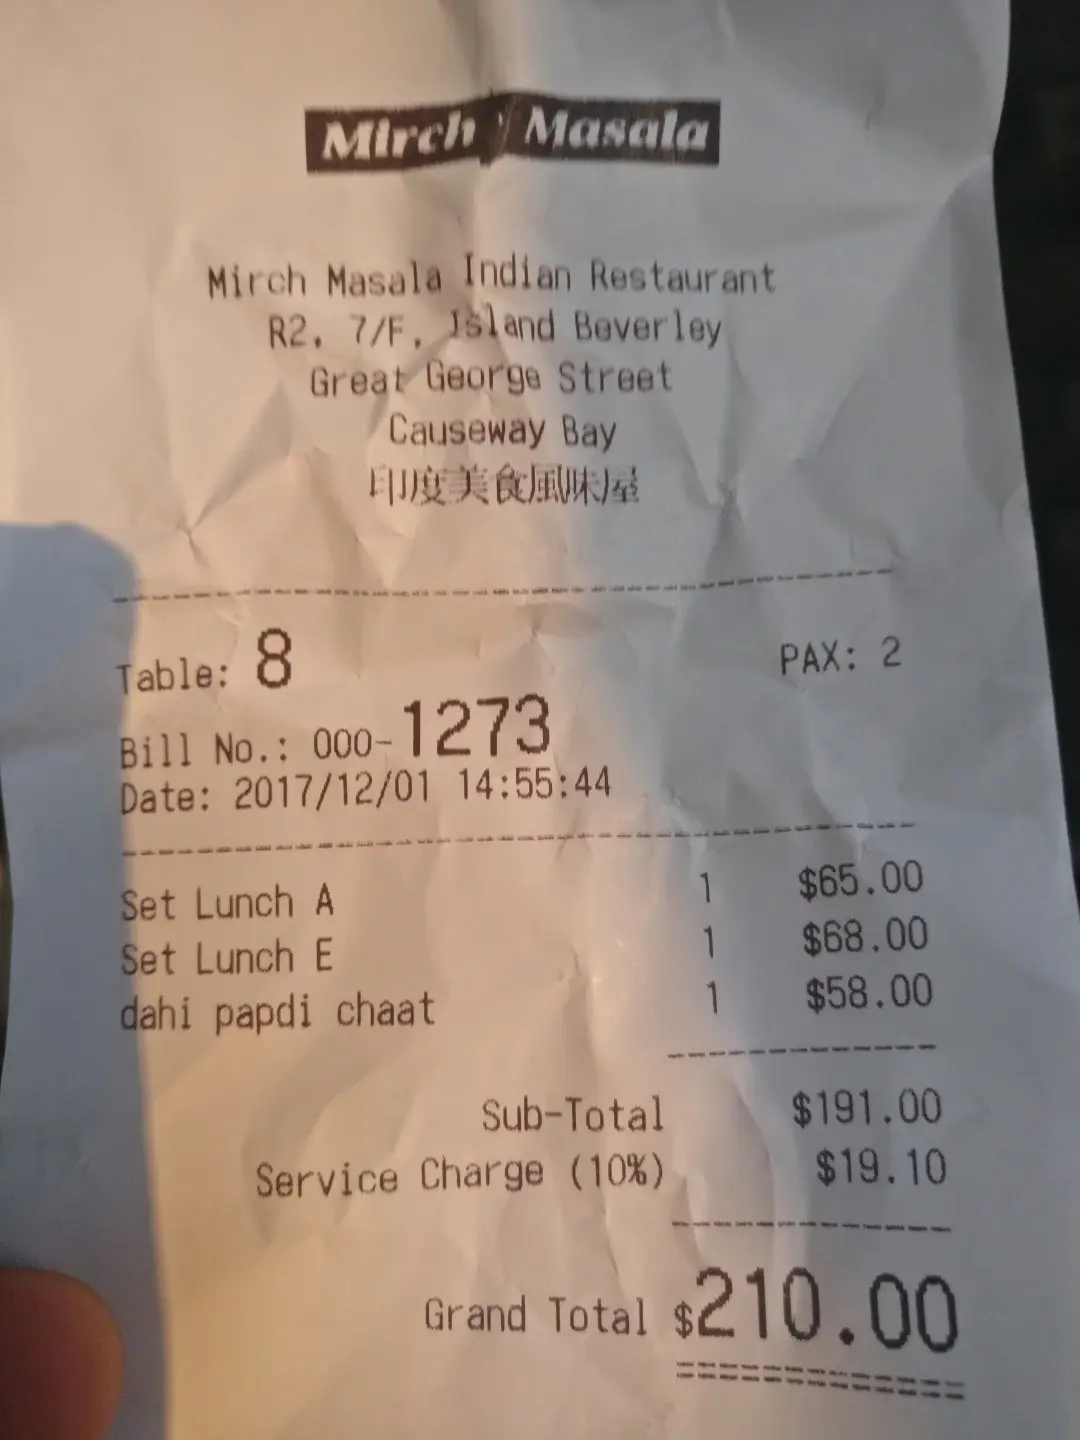 Mirch Masala
Mirch Masala Indian Restaurant
R2, 7/F, Island Beverley
Great George Street
Causeway Bay
印度美食風味屋
Table: 8 PAX: 2
Bill No.: 000-1273
Date: 2017/12/01 14:55:44
Set Lunch A 1 $65.00
Set Lunch E 1 $68.00
dahi papdi chaat 1 $58.00
Sub-Total $191.00
Service Charge (10%) $19.10
Grand Total $210.00